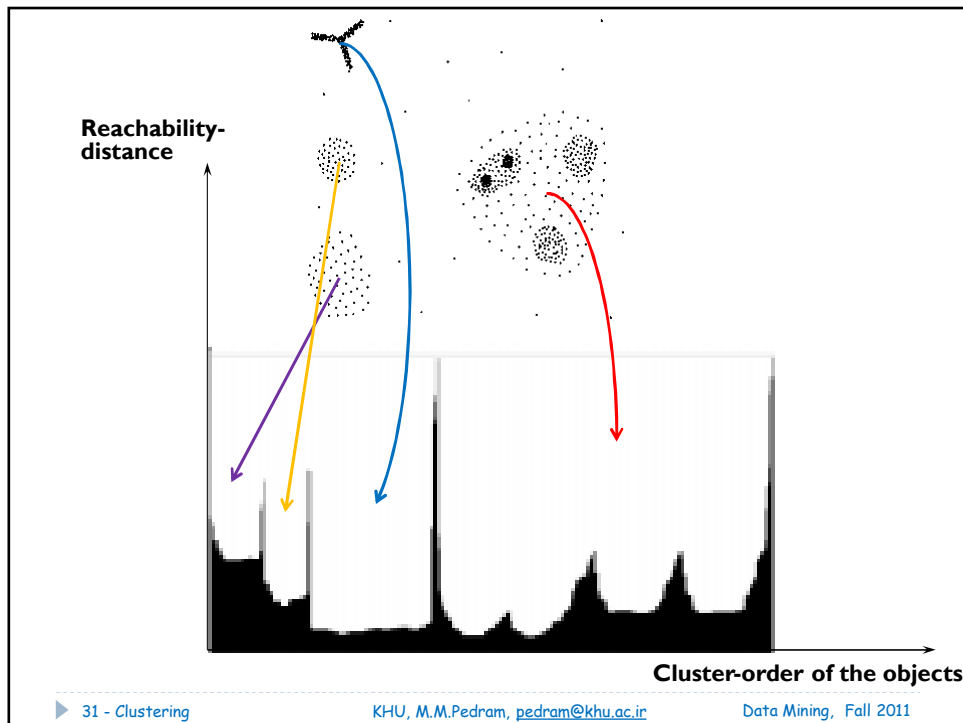 Reachability-
distance
Cluster-order of the objects
31 - Clustering
KHU, M.M.Pedram, pedram@khu.ac.ir
Data Mining, Fall 2011